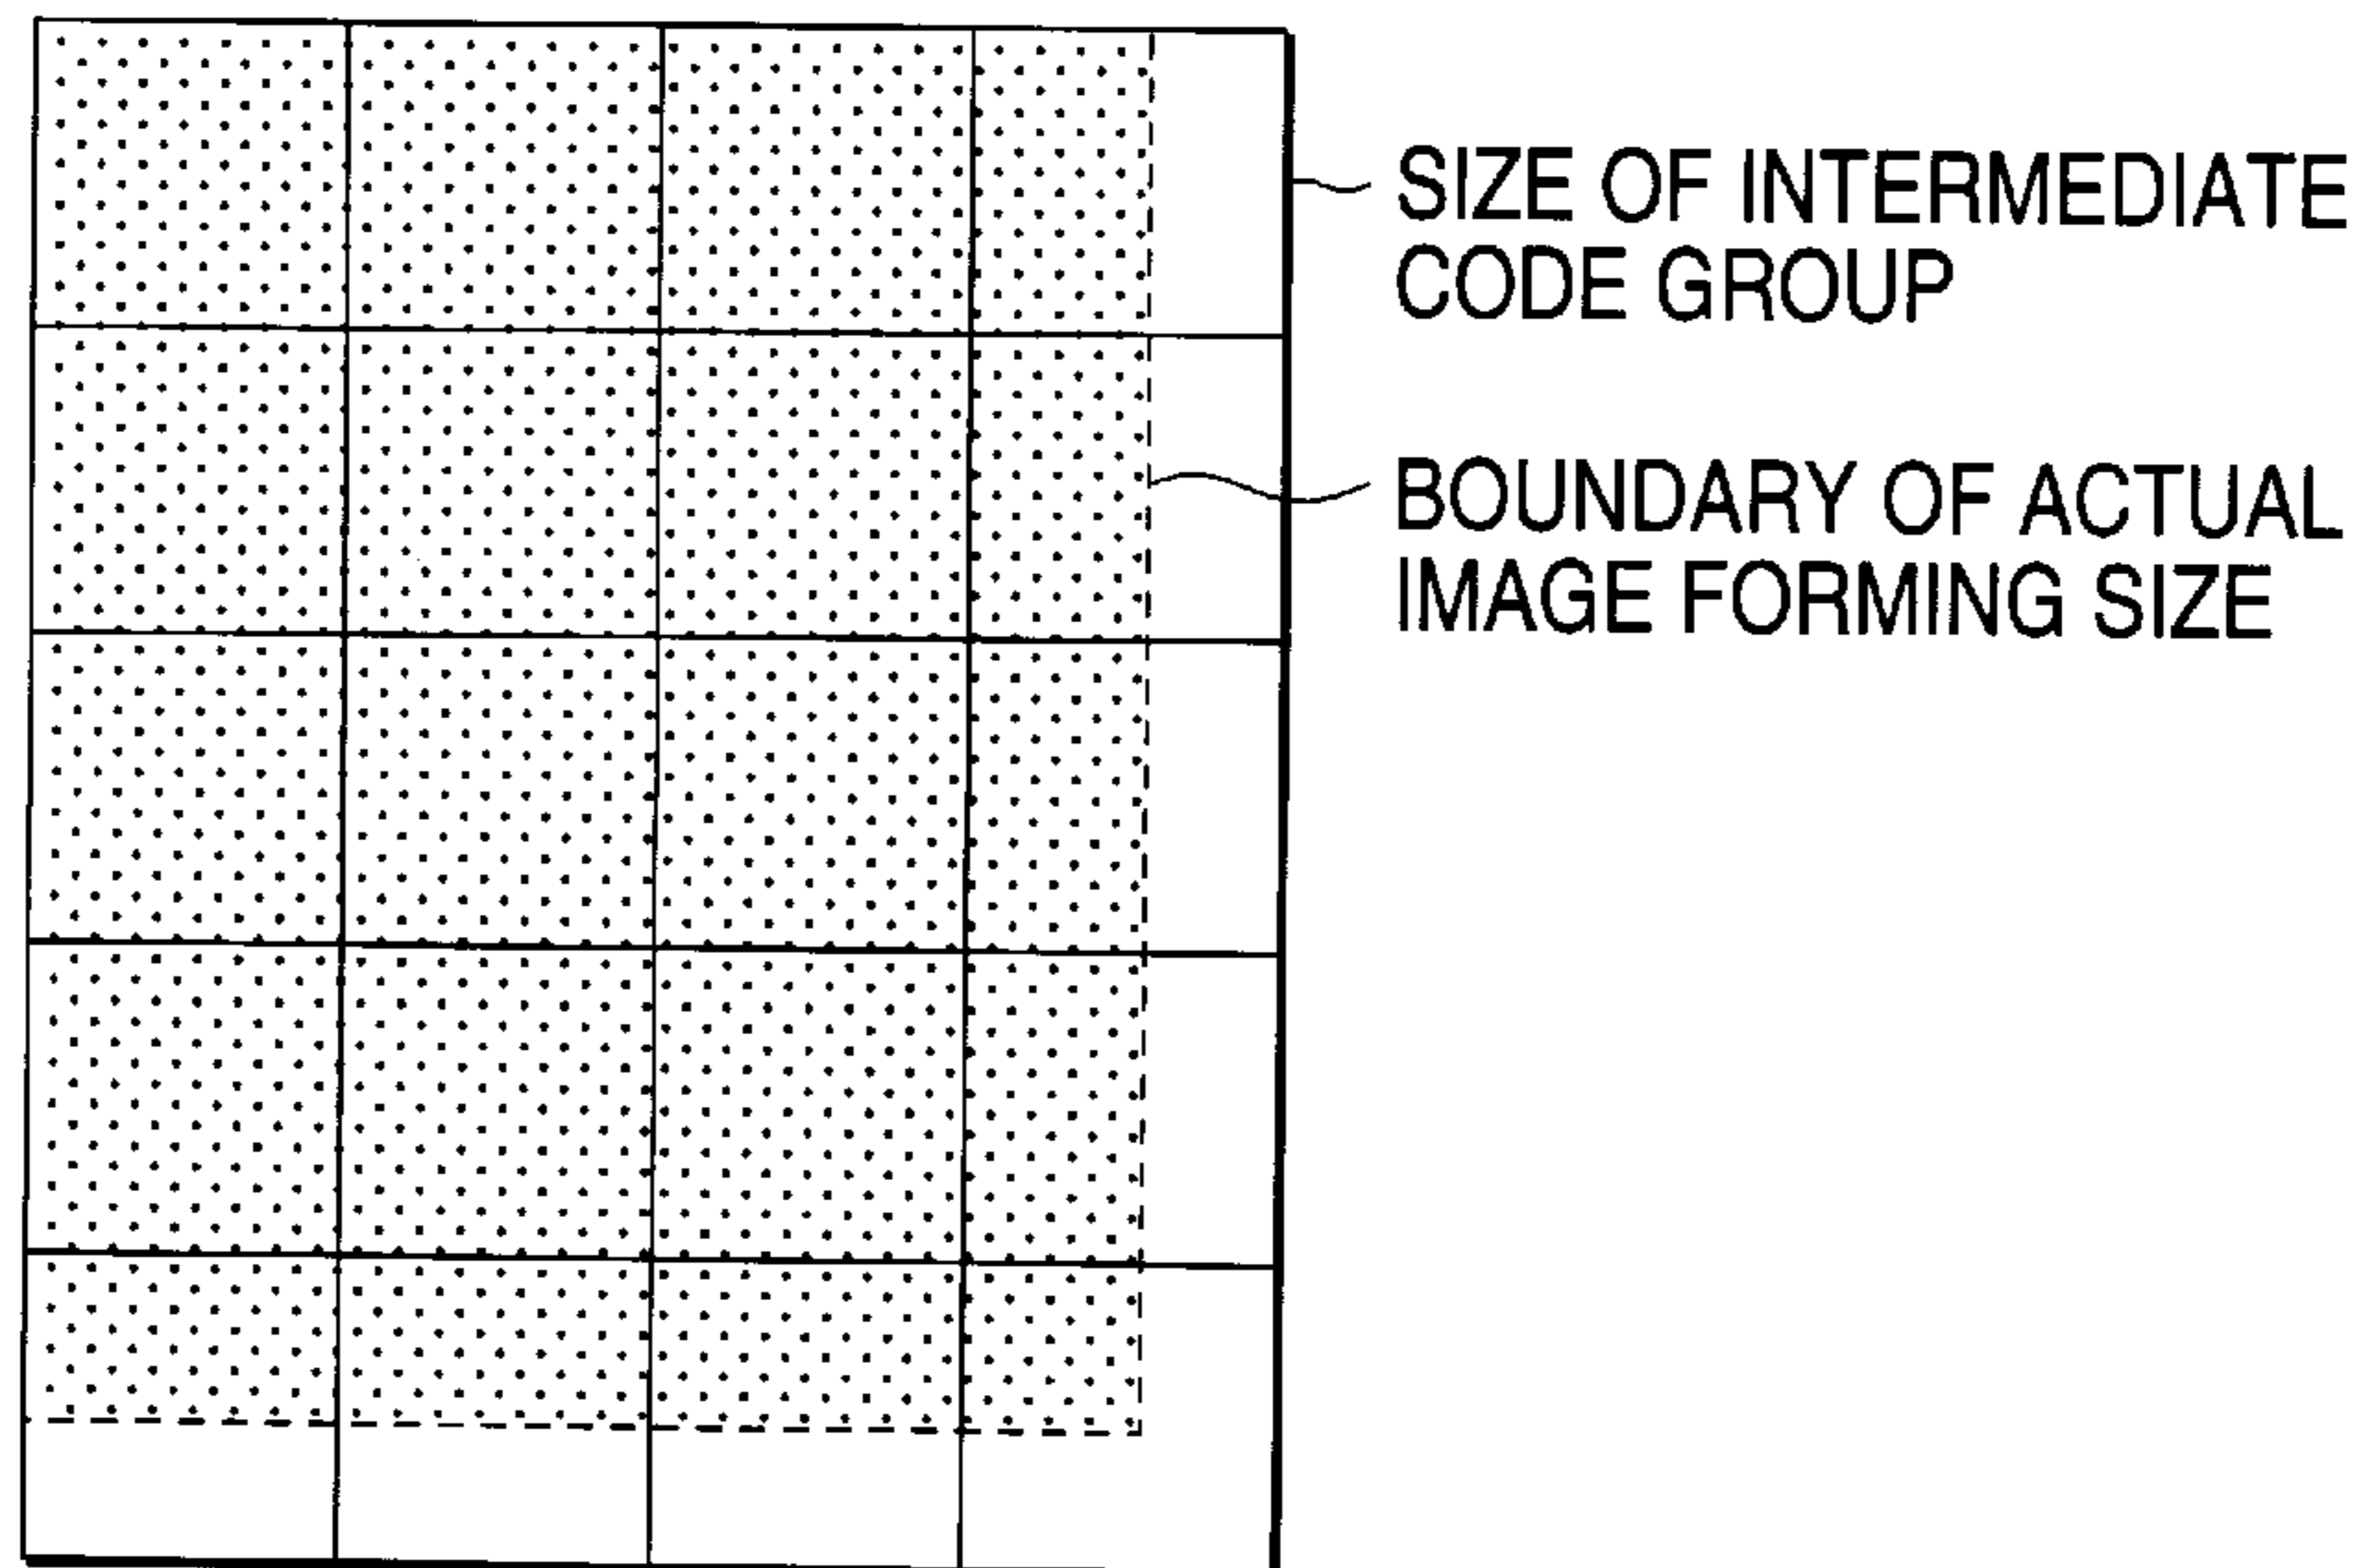 SIZE OF INTERMEDIATE
CODE GROUP
BOUNDARY OF ACTUAL
IMAGE FORMING SIZE